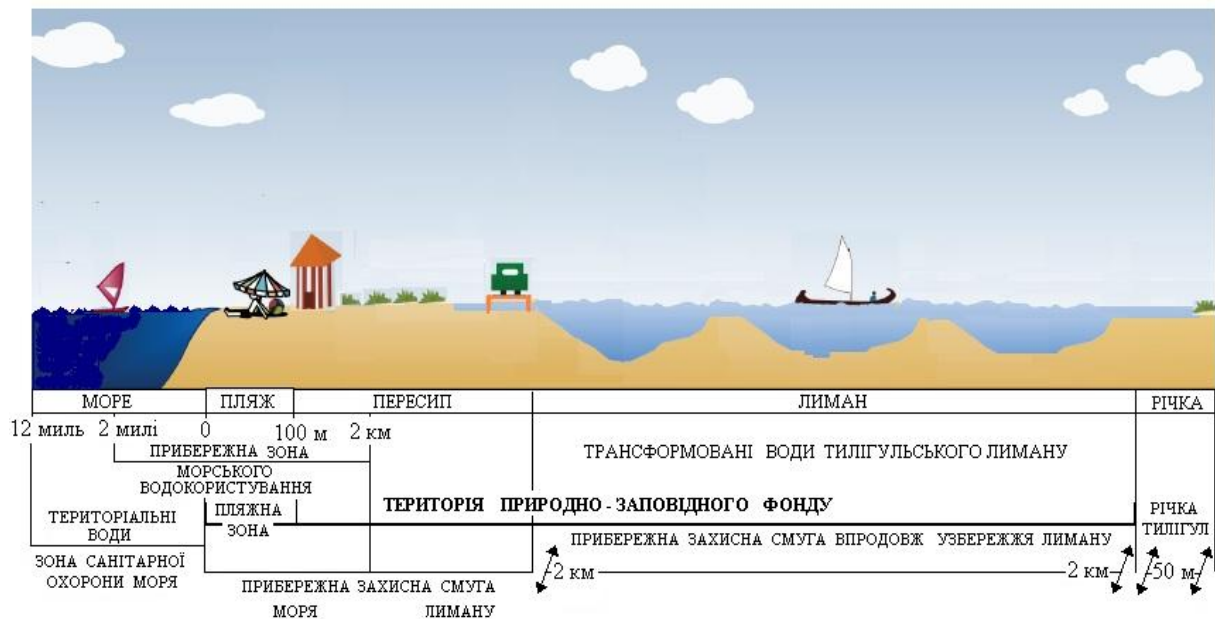 МОРЕ ПЛЯЖ ПЕРЕСИП ЛИМАН РІЧКА
12 миль 2 милі 0 100 м 2 км
ПРИБЕРЕЖНА ЗОНА
МОРСЬКОГО
ВОДОКОРИСТУВАННЯ
ТРАНСФОРМОВАНІ ВОДИ ТИЛІГУЛЬСЬКОГО ЛИМАНУ
ТЕРИТОРІЯ ПРИРОДНО - ЗАПОВІДНОГО ФОНДУ
ПЛЯЖНА
ЗОНА
ТЕРИТОРІАЛЬНІ
ВОДИ
РІЧКА
ТИЛІГУЛ
ЗОНА САНІТАРНОЇ
ОХОРОНИ МОРЯ
ПРИБЕРЕЖНА ЗАХИСНА СМУГА ВПРОДОВЖ УЗБЕРЕЖЖЯ ЛИМАНУ
2 км 2 км 50 м
ПРИБЕРЕЖНА ЗАХИСНА СМУГА
МОРЯ ЛИМАНУ